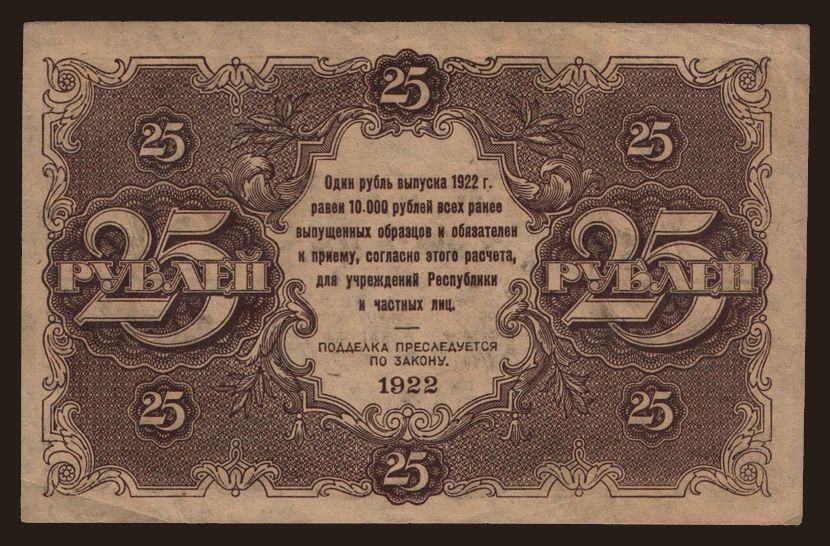 25
25
25
25 РУБЛЕЙ
Один рубль выпуска 1922 г.
равен 10.000 рублей всех ранее
выпущенных образцов и обязателен
к приему, согласно этого расчета,
для учреждений Республики
и частных лиц.
ПОДДЕЛКА ПРЕСЛЕДУЕТСЯ
ПО ЗАКОНУ.
1922
25 РУБЛЕЙ
25
25
25